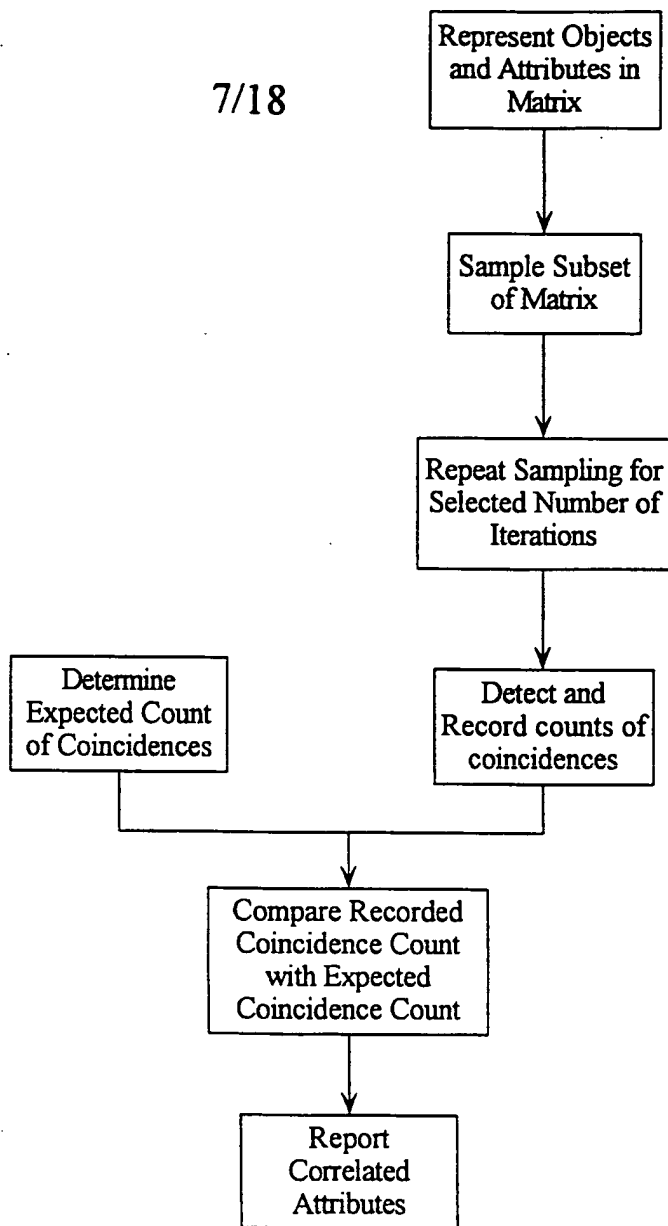 7/18
Represent Objects
and Attributes in
Matrix
Sample Subset
of Matrix
Repeat Sampling for
Selected Number of
Iterations
Determine
Expected Count
of Coincidences
Detect and
Record counts of
coincidences
Compare Recorded
Coincidence Count
with Expected
Coincidence Count
Report
Correlated
Attributes